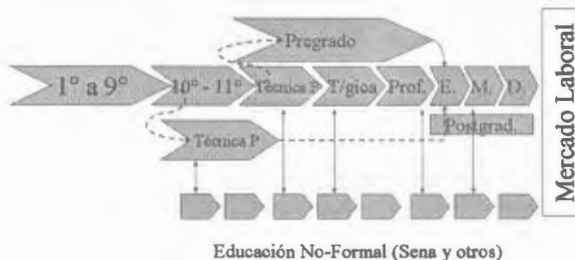 Pregrado
1° a 9°
10° - 11°
Técnica P
T/gica
Prof.
E.
M.
D.
Postgrad.
Técnica P
Mercado Laboral
Educación No-Formal (Sena y otros)